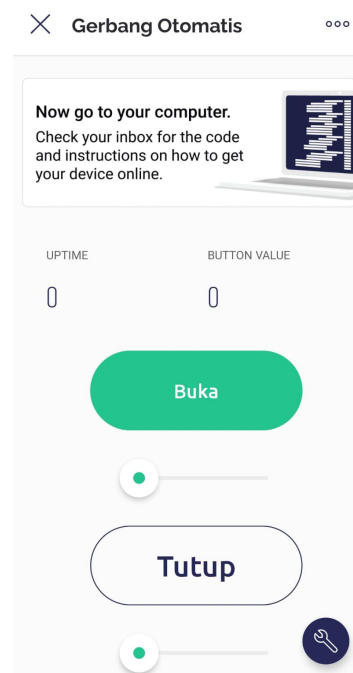 Gerbang Otomatis
Now go to your computer.
Check your inbox for the code
and instructions on how to get
your device online.
UPTIME BUTTON VALUE
0 0
Buka
Tutup